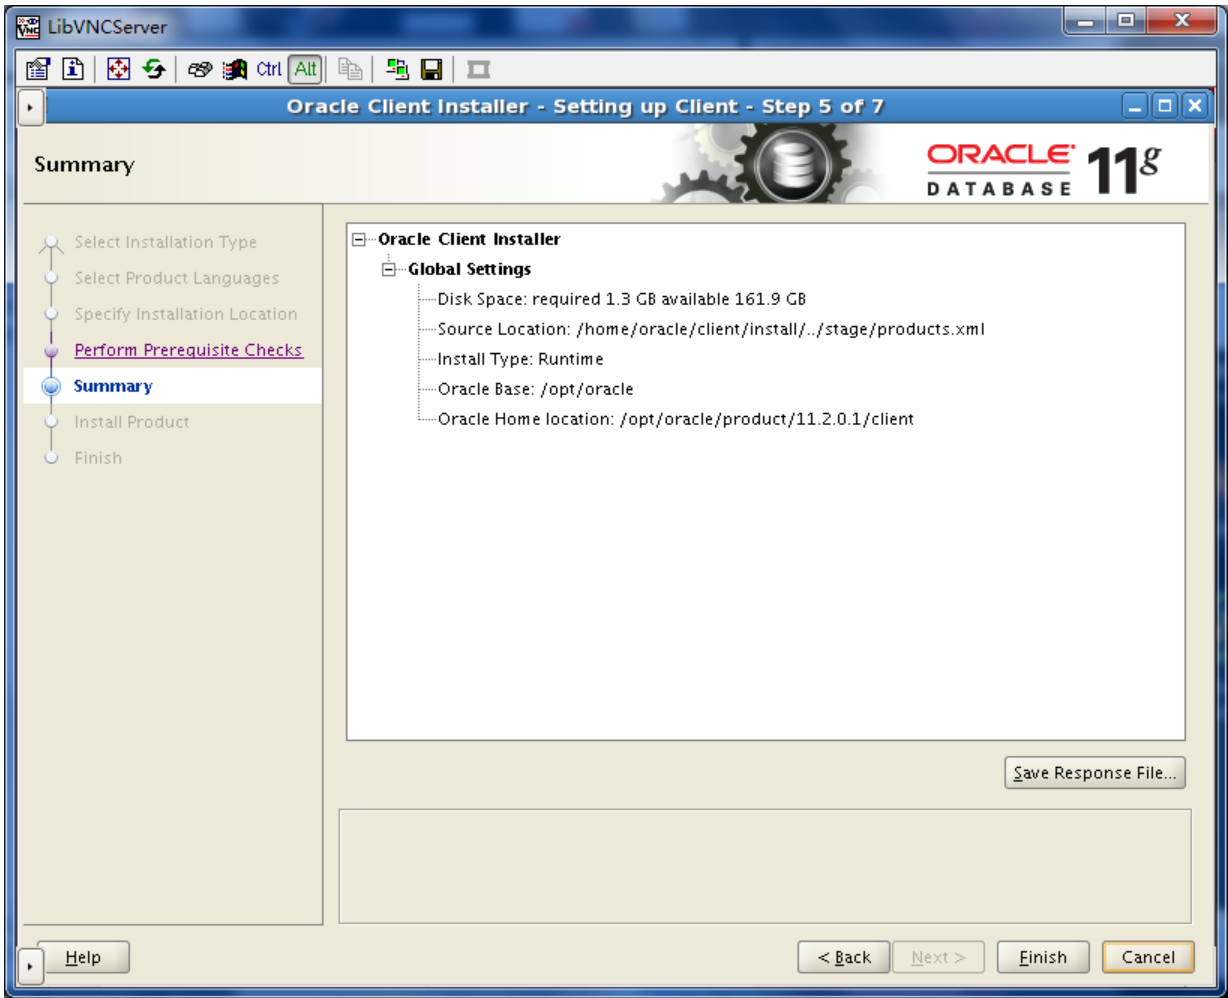 LibVNCServer
Ctrl Alt
Oracle Client Installer - Setting up Client - Step 5 of 7
Summary
ORACLE
DATABASE
11g
Select Installation Type
Select Product Languages
Specify Installation Location
Perform Prerequisite Checks
Summary
Install Product
Finish
Oracle Client Installer
Global Settings
Disk Space: required 1.3 GB available 161.9 GB
Source Location: /home/oracle/client/install/../stage/products.xml
Install Type: Runtime
Oracle Base: /opt/oracle
Oracle Home location: /opt/oracle/product/11.2.0.1/client
Save Response File...
Help
< Back
Next >
Finish
Cancel